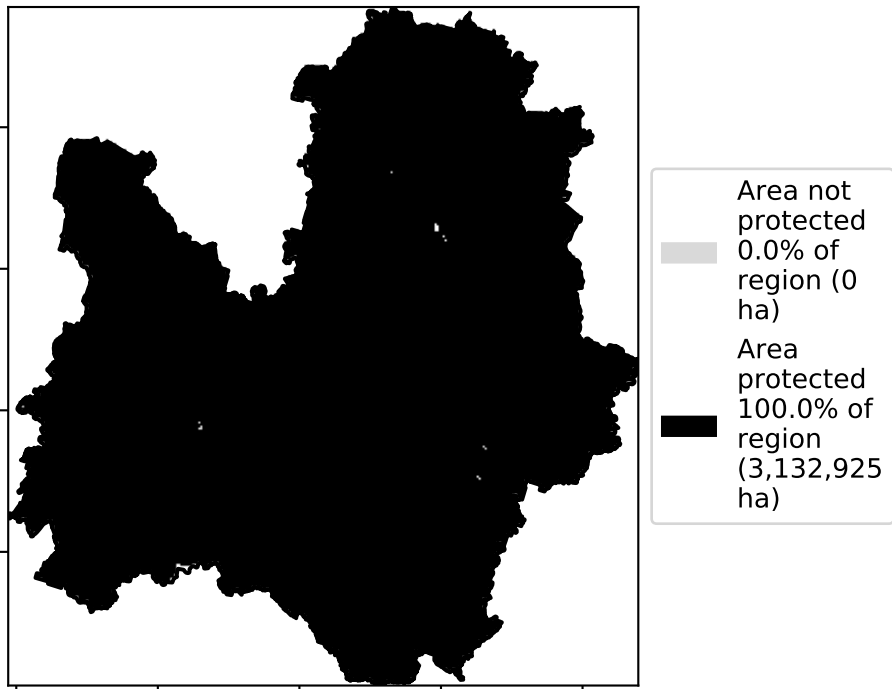 Area not
protected
0.0% of
region (0
ha)
Area
protected
100.0% of
region
(3,132,925
ha)